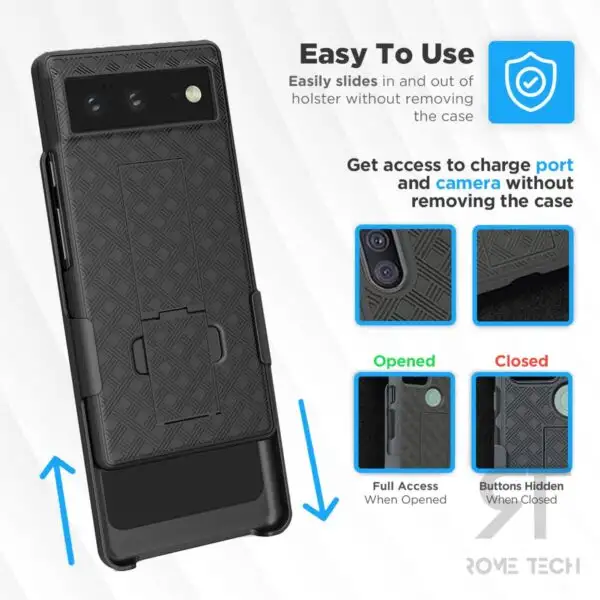 Easy To Use
Easily slides in and out of
holster without removing
the case
Get access to charge port
and camera without
removing the case
Opened
Closed
Full Access
When Opened
Buttons Hidden
When Closed
RT
ROME TECH